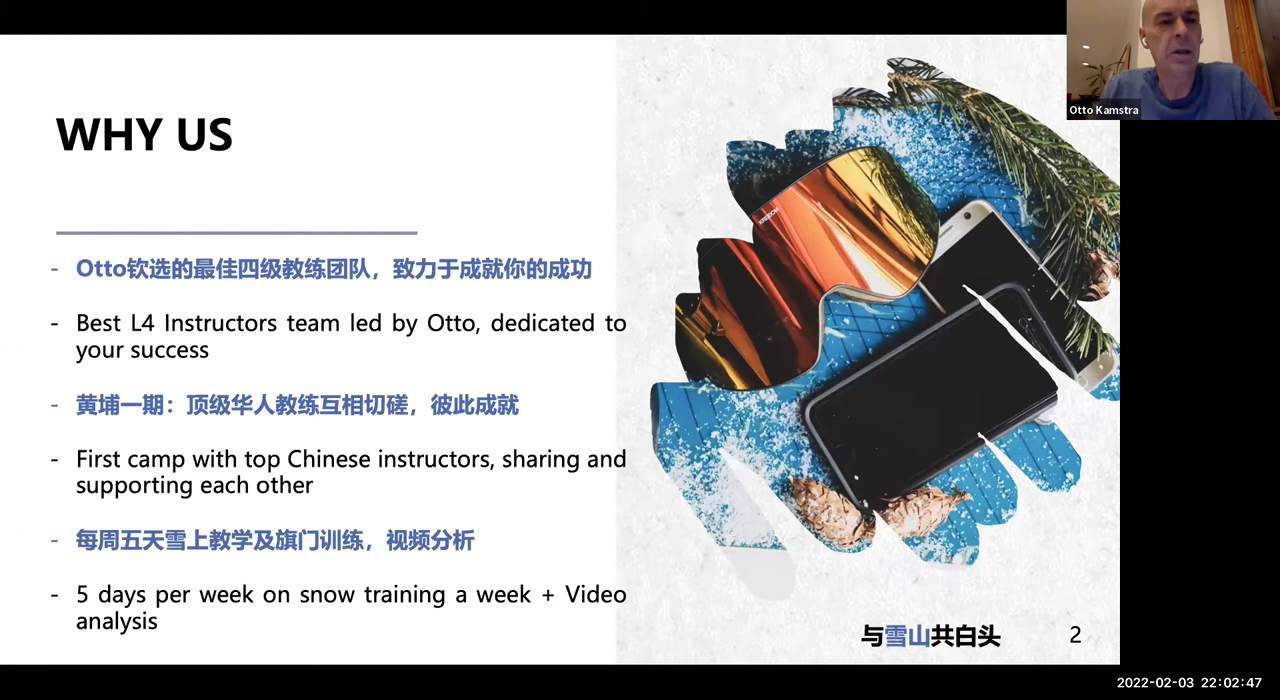 Otto Kamstra
WHY US
- Otto钦选的最佳四级教练团队，致力于成就你的成功
- Best L4 Instructors team led by Otto, dedicated to
your success
- 黄埔一期：顶级华人教练互相切磋，彼此成就
- First camp with top Chinese instructors, sharing and
supporting each other
- 每周五天雪上教学及旗门训练，视频分析
- 5 days per week on snow training a week + Video
analysis
与雪山共白头
2
2022-02-03 22:02:47